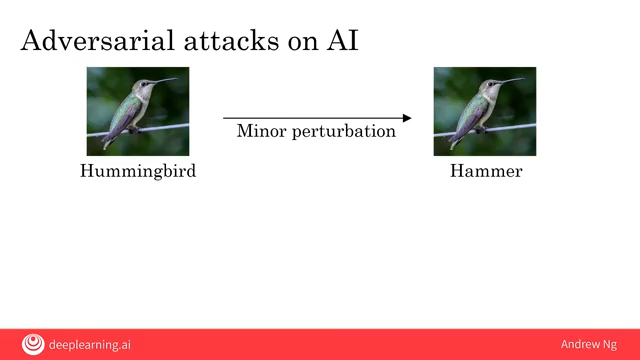 Adversarial attacks on AI
Minor perturbation
Hummingbird
Hammer
deeplearning.ai
Andrew Ng